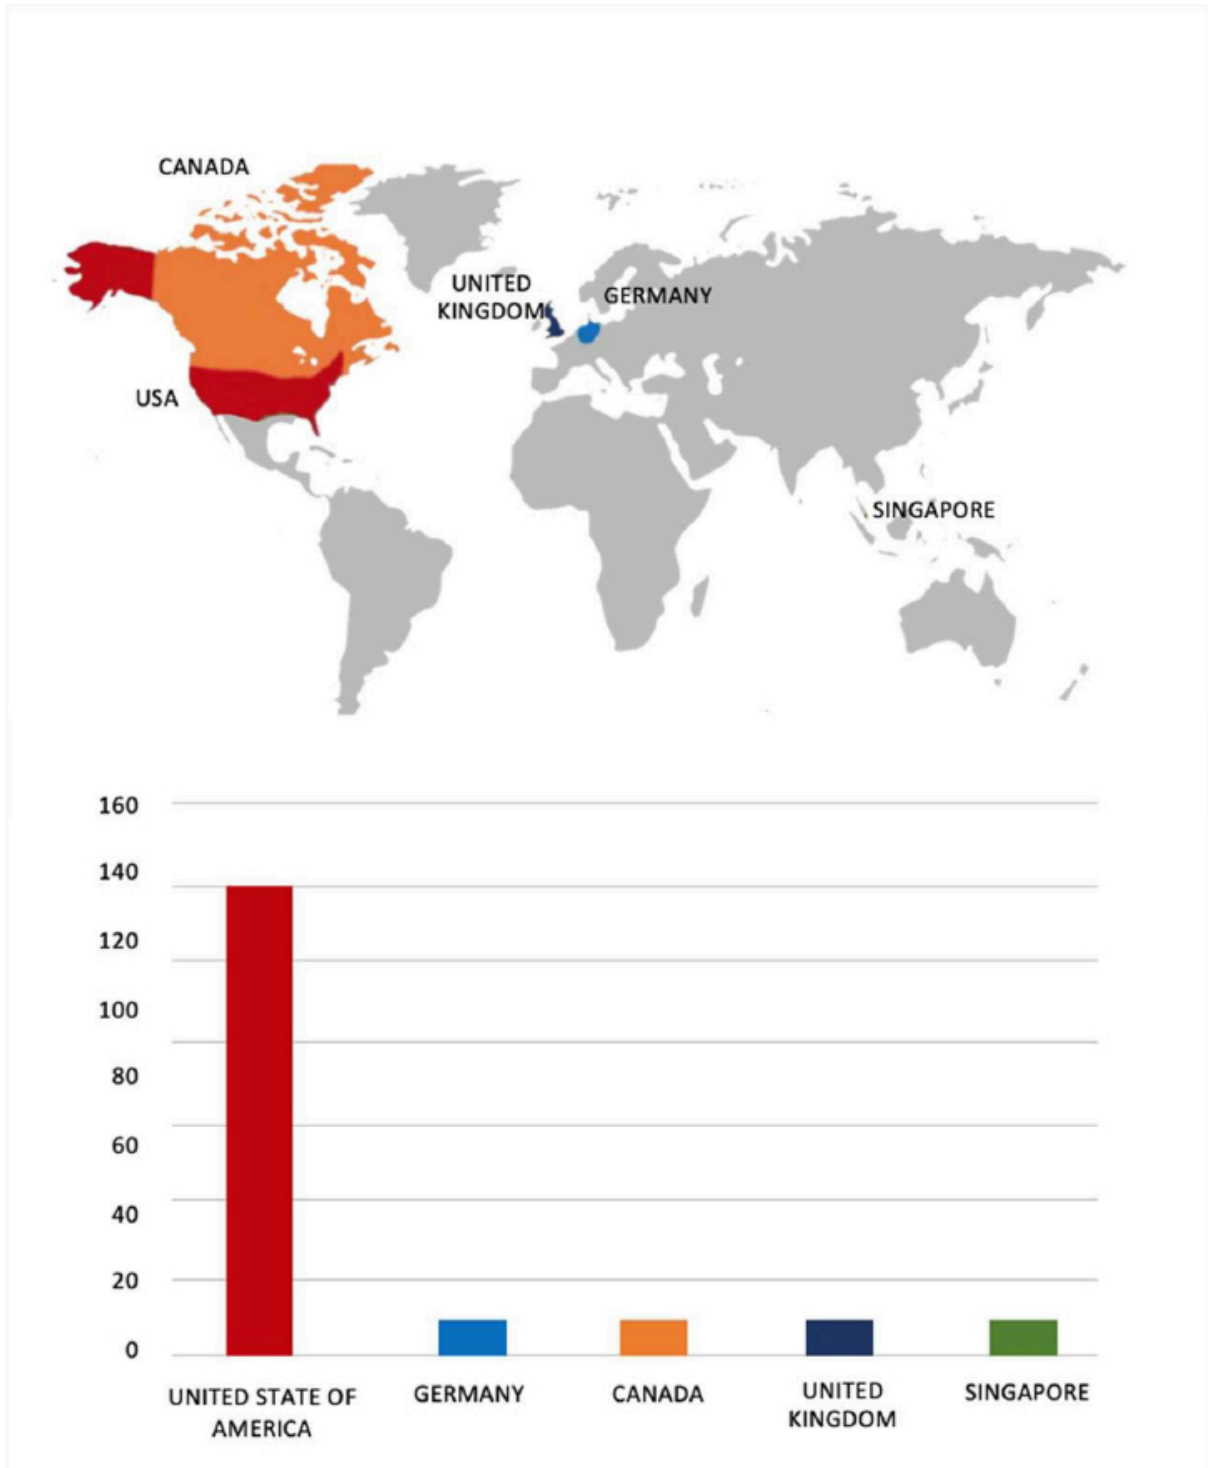 CANADA
UNITED
KINGDOM
GERMANY
USA
SINGAPORE
160
140
120
100
80
60
40
20
0
UNITED STATE OF
AMERICA
GERMANY
CANADA
UNITED
KINGDOM
SINGAPORE